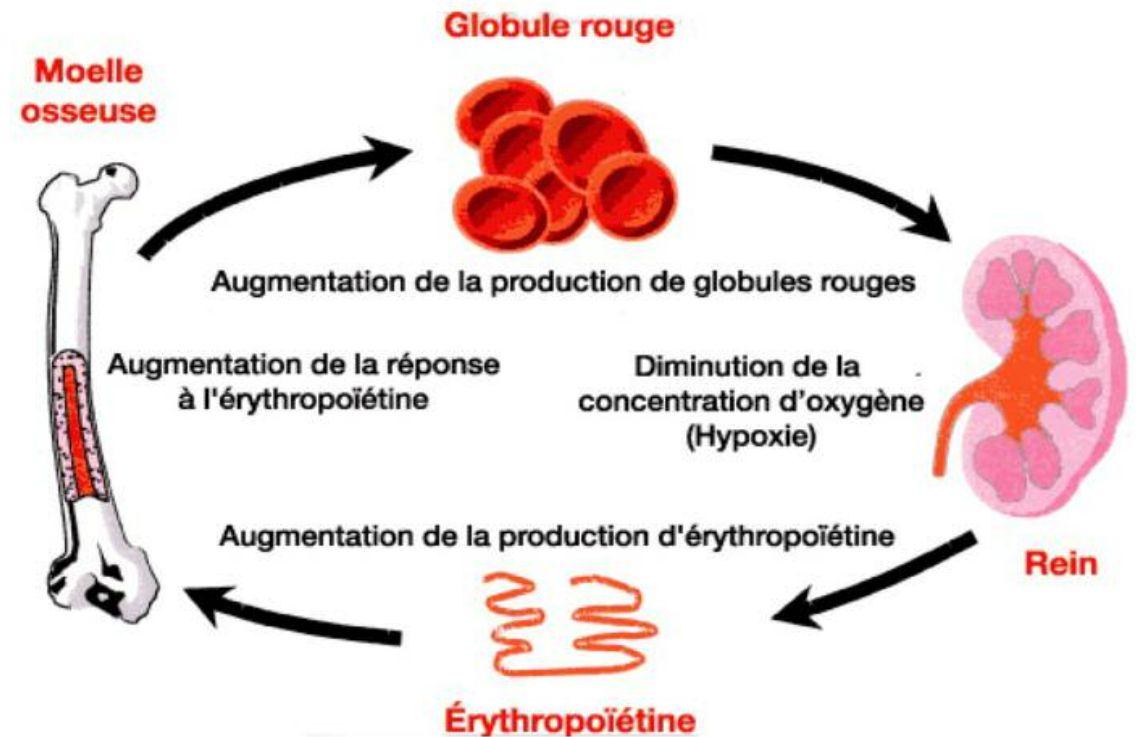 Globule rouge
Moelle
osseuse
Augmentation de la production de globules rouges
Augmentation de la réponse
à l'érythropoïétine
Diminution de la
concentration d'oxygène
(Hypoxie)
Augmentation de la production d'érythropoïétine
Rein
Érythropoïétine